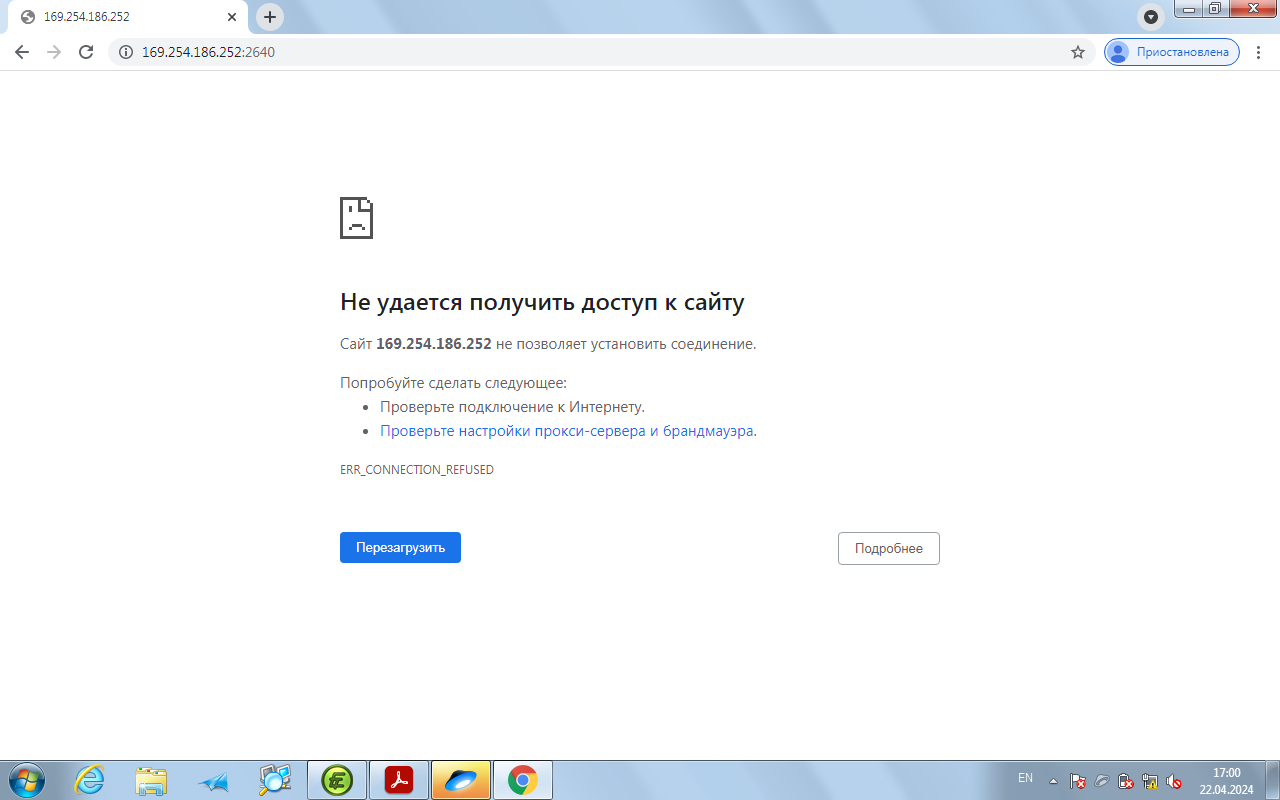 169.254.186.252
169.254.186.252:2640
Приостановлена
Не удается получить доступ к сайту
Сайт 169.254.186.252 не позволяет установить соединение.
Попробуйте сделать следующее:
Проверьте подключение к Интернету.
Проверьте настройки прокси-сервера и брандмауэра.
ERR_CONNECTION_REFUSED
Перезагрузить
Подробнее
EN
17:00
22.04.2024